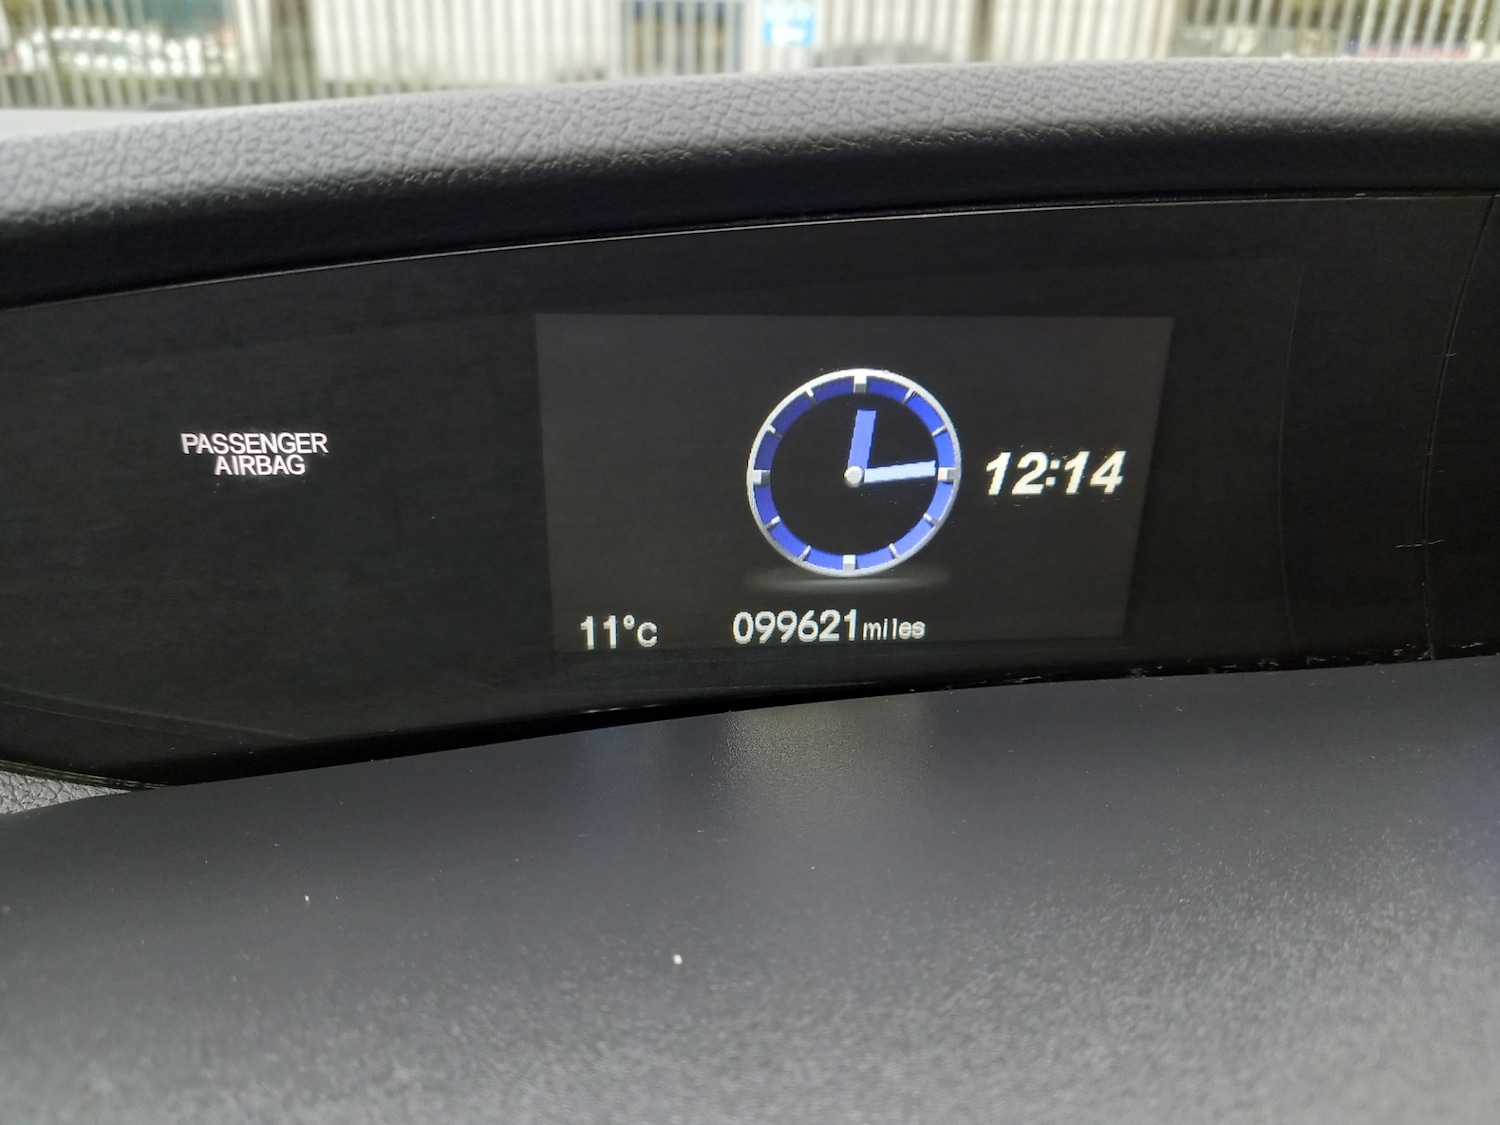 PASSENGER
AIRBAG
12:14
11°c
099621miles